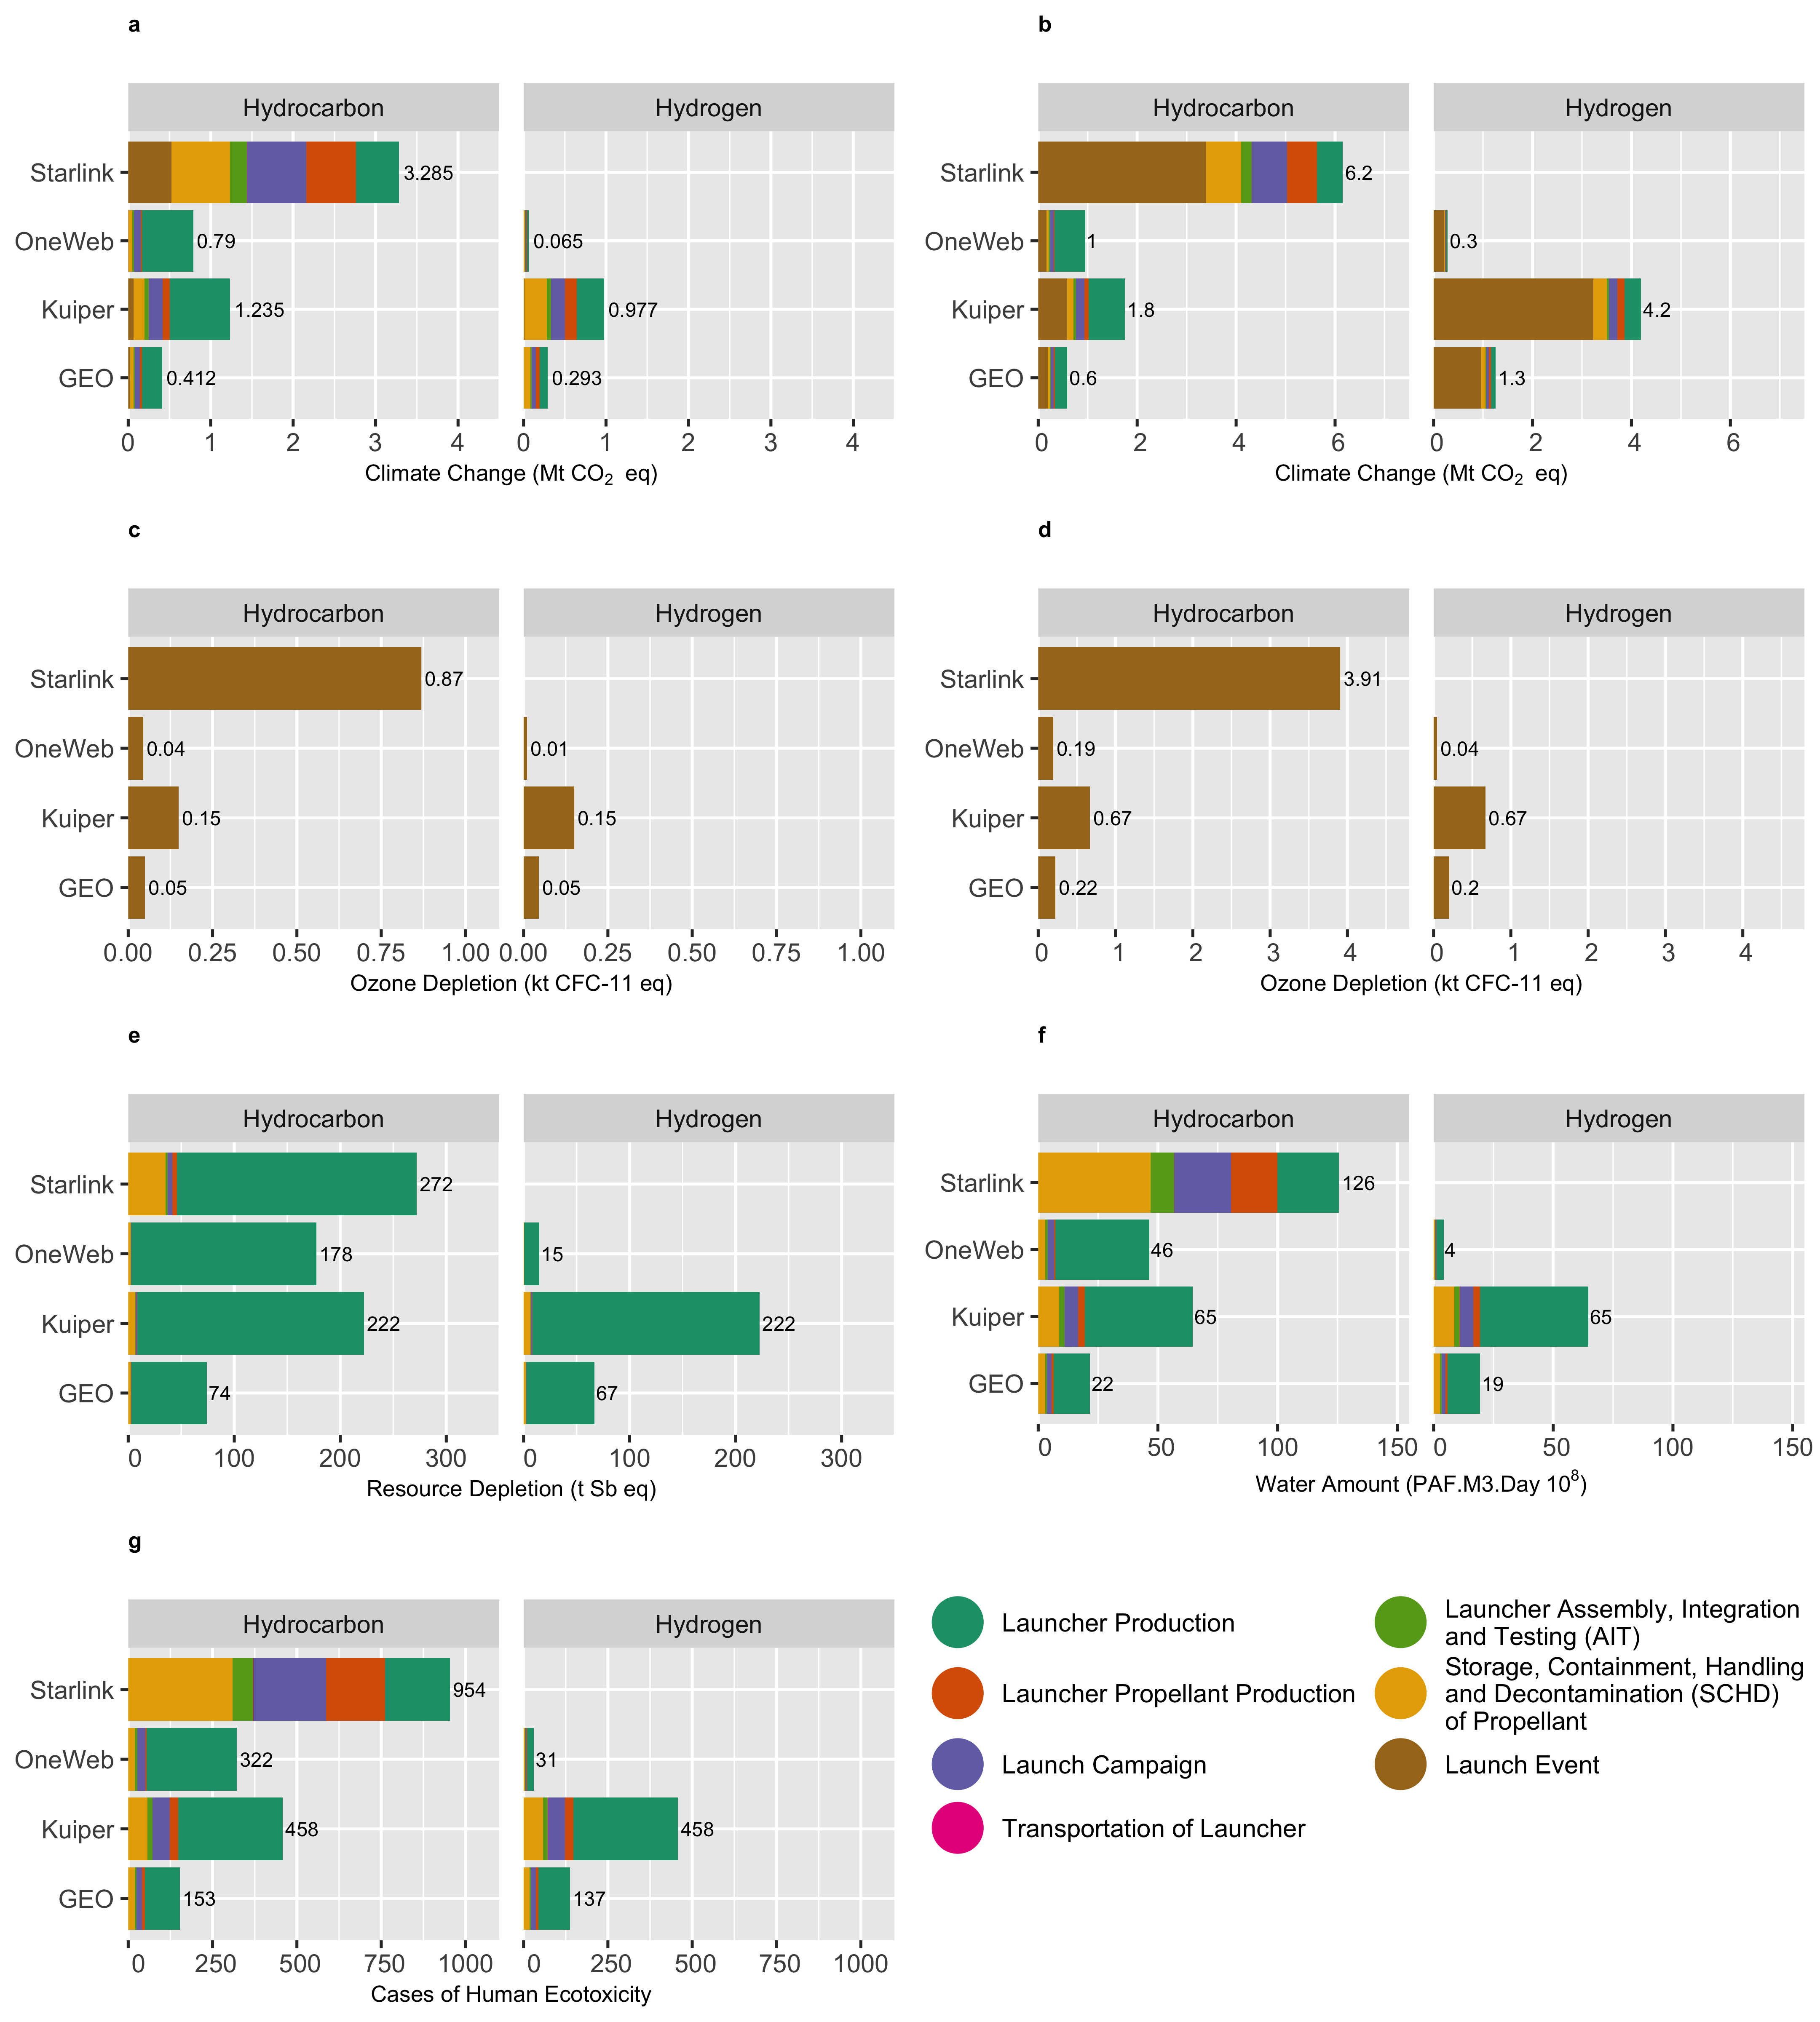 a
Hydrocarbon
Hydrogen
Starlink
3.285
OneWeb
0.79
0.065
Kuiper
1.235
0.977
GEO
0.412
0.293
0 1 2 3 4
0 1 2 3 4
Climate Change (Mt CO₂ eq)
b
Hydrocarbon
Hydrogen
Starlink
6.2
OneWeb
1
0.3
Kuiper
1.8
4.2
GEO
0.6
1.3
0 2 4 6
0 2 4 6
Climate Change (Mt CO₂ eq)
c
Hydrocarbon
Hydrogen
Starlink
0.87
OneWeb
0.04
0.01
Kuiper
0.15
0.15
GEO
0.05
0.05
0.00 0.25 0.50 0.75 1.00
0.00 0.25 0.50 0.75 1.00
Ozone Depletion (kt CFC-11 eq)
d
Hydrocarbon
Hydrogen
Starlink
3.91
OneWeb
0.19
0.04
Kuiper
0.67
0.67
GEO
0.22
0.2
0 1 2 3 4
0 1 2 3 4
Ozone Depletion (kt CFC-11 eq)
e
Hydrocarbon
Hydrogen
Starlink
272
OneWeb
178
15
Kuiper
222
222
GEO
74
67
0 100 200 300
0 100 200 300
Resource Depletion (t Sb eq)
f
Hydrocarbon
Hydrogen
Starlink
126
OneWeb
46
4
Kuiper
65
65
GEO
22
19
0 50 100 150
0 50 100 150
Water Amount (PAF.M3.Day 10⁸)
g
Hydrocarbon
Hydrogen
Starlink
954
OneWeb
322
31
Kuiper
458
458
GEO
153
137
0 250 500 750 1000
0 250 500 750 1000
Cases of Human Ecotoxicity
Launcher Production
Launcher Propellant Production
Launch Campaign
Transportation of Launcher
Launcher Assembly, Integration
and Testing (AIT)
Storage, Containment, Handling
and Decontamination (SCHD)
of Propellant
Launch Event